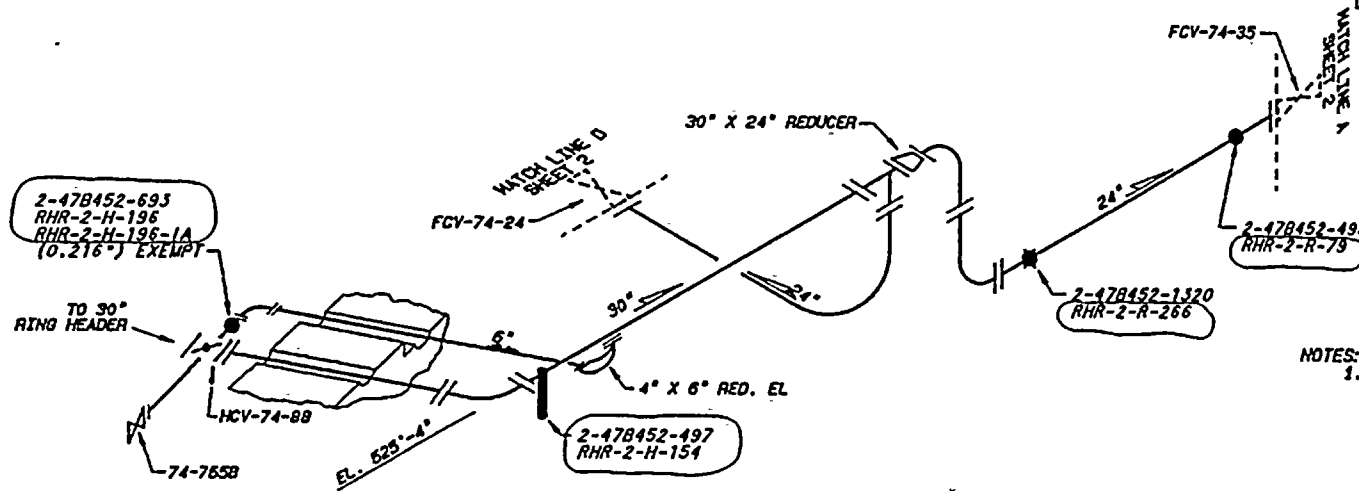 FCV-74-35
MATCH LINE A
SHEET 2
30" X 24" REDUCER
MATCH LINE D
SHEET 2
FCV-74-24
2-47B452-693
RHR-2-H-196
RHR-2-H-196-1A
(0.216") EXEMPT
TO 30"
RING HEADER
24"
2-47B452-49
RHR-2-R-79
30"
24"
2-47B452-1320
RHR-2-R-266
6"
4" X 6" RED. EL
NOTES:
1.
HCV-74-88
2-47B452-497
RHR-2-H-154
EL. 525'-4"
74-765B